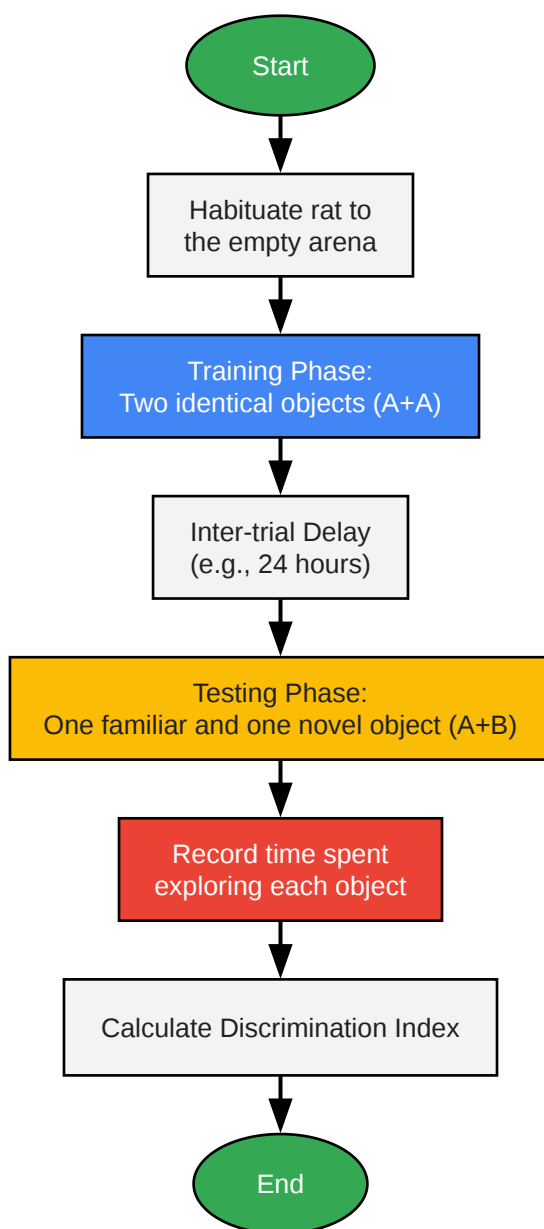 Start
Habituate rat to
the empty arena
Training Phase:
Two identical objects (A+A)
Inter-trial Delay
(e.g., 24 hours)
Testing Phase:
One familiar and one novel object (A+B)
Record time spent
exploring each object
Calculate Discrimination Index
End